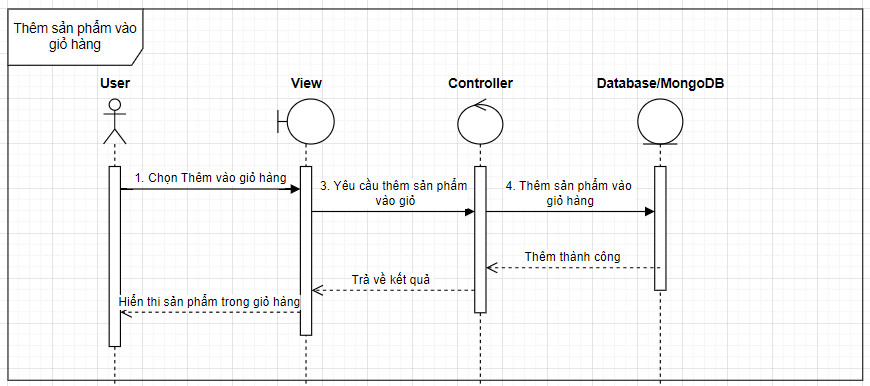 Thêm sản phẩm vào
giỏ hàng
User
View
Controller
Database/MongoDB
1. Chọn Thêm vào giỏ hàng
3. Yêu cầu thêm sản phẩm
vào giỏ
4. Thêm sản phẩm vào
giỏ hàng
Thêm thành công
Trả về kết quả
Hiển thi sản phẩm trong giỏ hàng